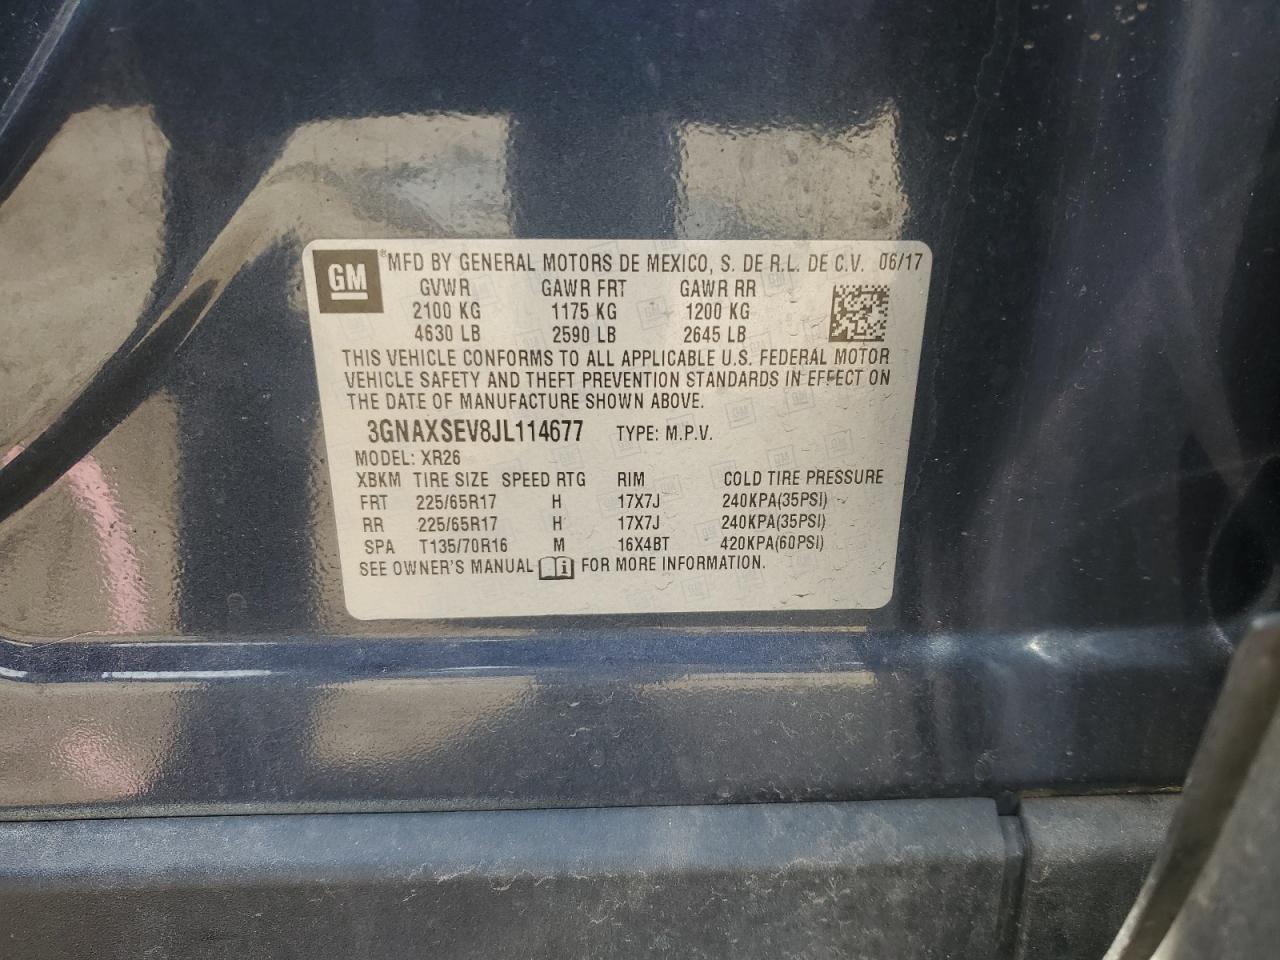 GM ® MFD BY GENERAL MOTORS DE MEXICO, S. DE R.L. DE C.V. 06/17
GVWR GAWR FRT GAWR RR
2100 KG 1175 KG 1200 KG
4630 LB 2590 LB 2645 LB
THIS VEHICLE CONFORMS TO ALL APPLICABLE U.S. FEDERAL MOTOR
VEHICLE SAFETY AND THEFT PREVENTION STANDARDS IN EFFECT ON
THE DATE OF MANUFACTURE SHOWN ABOVE.
3GNAXSEV8JL114677 TYPE: M.P.V.
MODEL: XR26
XBKM TIRE SIZE SPEED RTG RIM COLD TIRE PRESSURE
FRT 225/65R17 H 17X7J 240KPA(35PSI)
RR 225/65R17 H 17X7J 240KPA(35PSI)
SPA T135/70R16 M 16X4BT 420KPA(60PSI)
SEE OWNER'S MANUAL i FOR MORE INFORMATION.